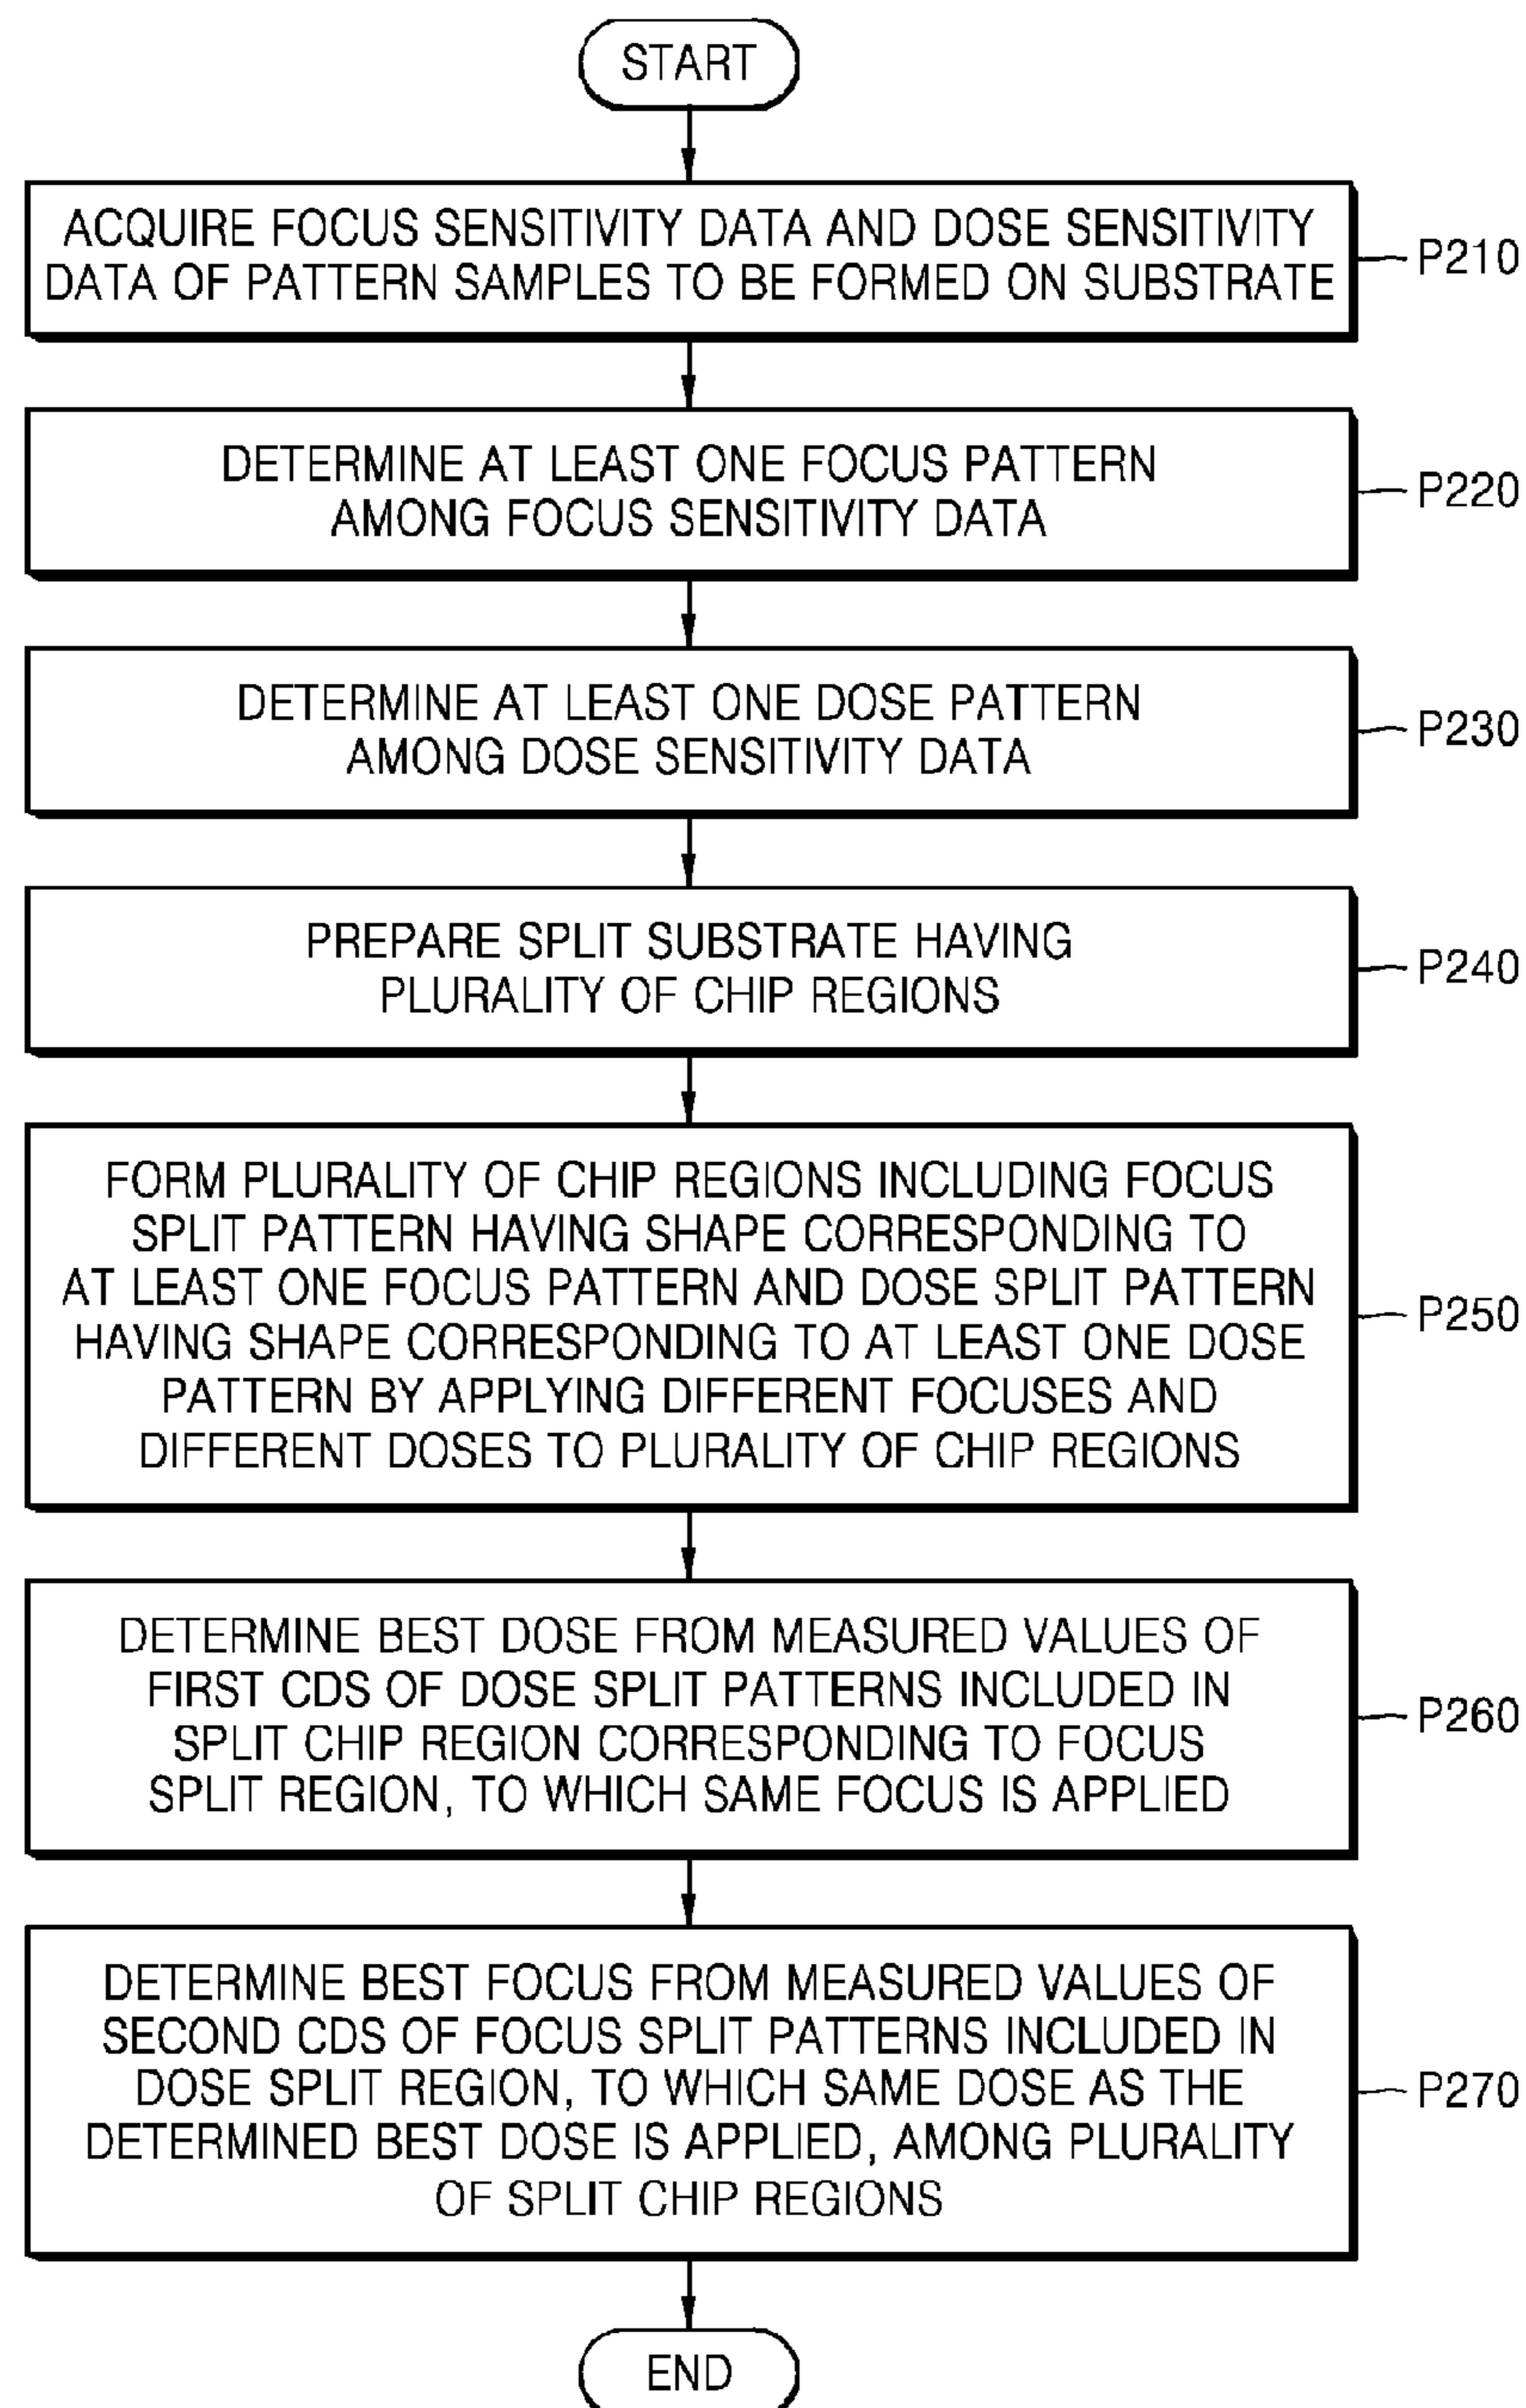 START
ACQUIRE FOCUS SENSITIVITY DATA AND DOSE SENSITIVITY
DATA OF PATTERN SAMPLES TO BE FORMED ON SUBSTRATE
P210
DETERMINE AT LEAST ONE FOCUS PATTERN
AMONG FOCUS SENSITIVITY DATA
P220
DETERMINE AT LEAST ONE DOSE PATTERN
AMONG DOSE SENSITIVITY DATA
P230
PREPARE SPLIT SUBSTRATE HAVING
PLURALITY OF CHIP REGIONS
P240
FORM PLURALITY OF CHIP REGIONS INCLUDING FOCUS
SPLIT PATTERN HAVING SHAPE CORRESPONDING TO
AT LEAST ONE FOCUS PATTERN AND DOSE SPLIT PATTERN
HAVING SHAPE CORRESPONDING TO AT LEAST ONE DOSE
PATTERN BY APPLYING DIFFERENT FOCUSES AND
DIFFERENT DOSES TO PLURALITY OF CHIP REGIONS
P250
DETERMINE BEST DOSE FROM MEASURED VALUES OF
FIRST CDS OF DOSE SPLIT PATTERNS INCLUDED IN
SPLIT CHIP REGION CORRESPONDING TO FOCUS
SPLIT REGION, TO WHICH SAME FOCUS IS APPLIED
P260
DETERMINE BEST FOCUS FROM MEASURED VALUES OF
SECOND CDS OF FOCUS SPLIT PATTERNS INCLUDED IN
DOSE SPLIT REGION, TO WHICH SAME DOSE AS THE
DETERMINED BEST DOSE IS APPLIED, AMONG PLURALITY
OF SPLIT CHIP REGIONS
P270
END